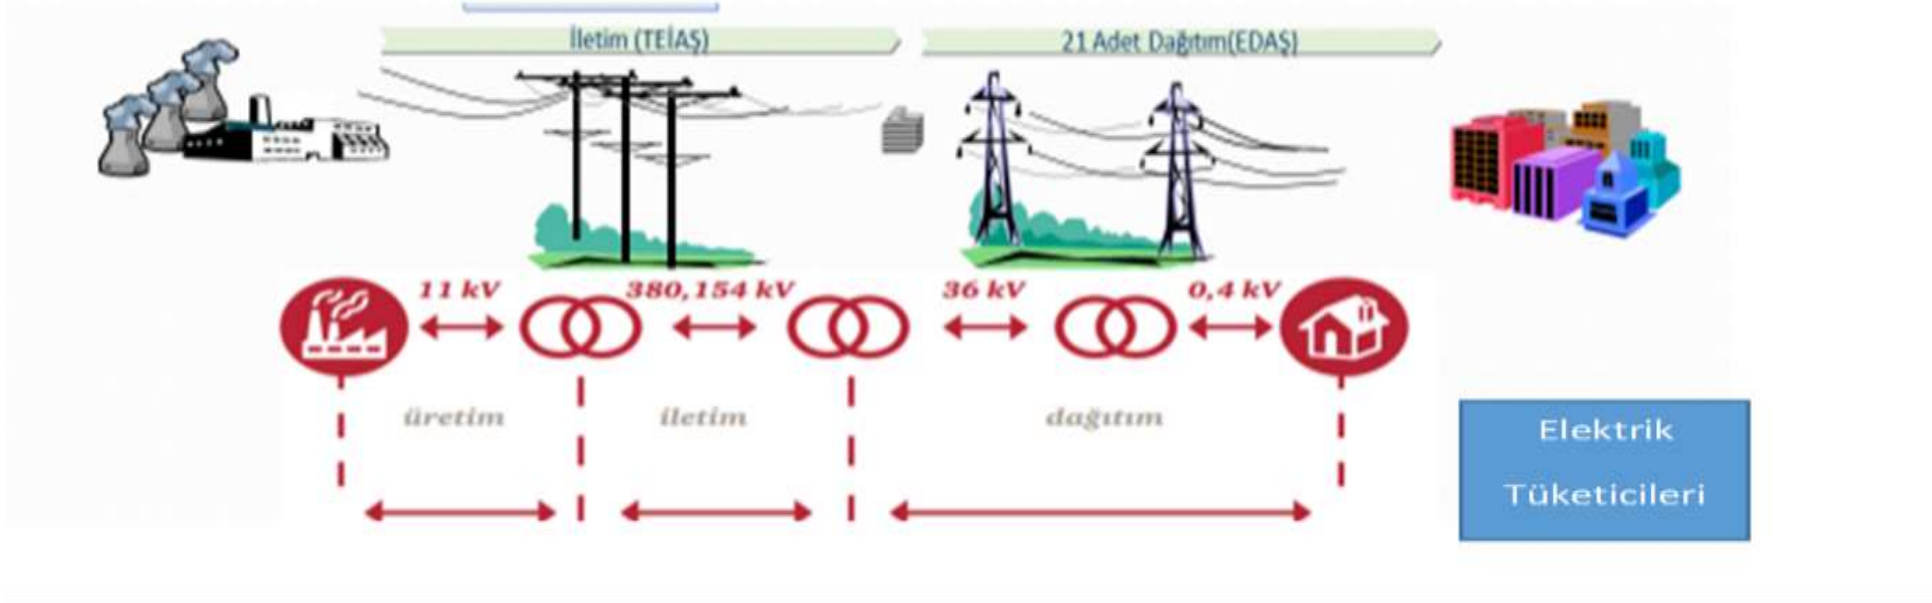 İletim (TEİAŞ)
21 Adet Dağıtım(EDAŞ)
11 kV
380,154 kV
36 kV
0,4 kV
üretim
iletim
dağıtım
Elektrik
Tüketicileri